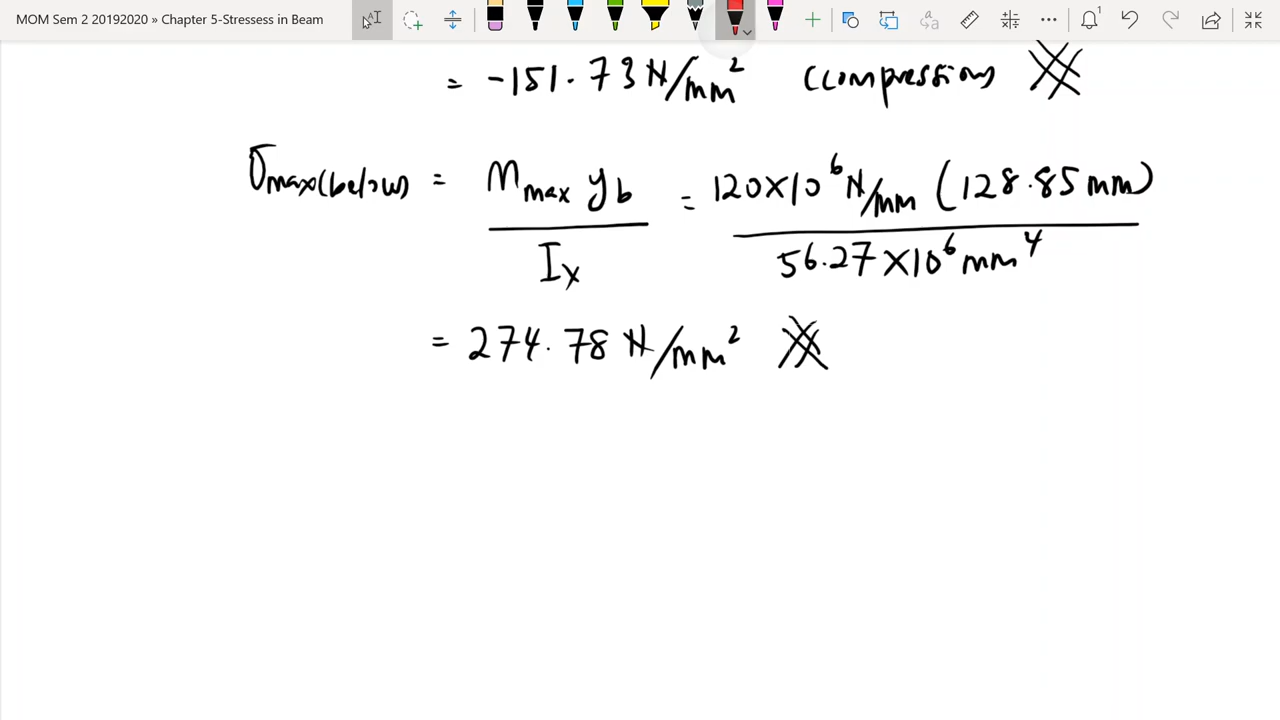 MOM Sem 2 20192020 » Chapter 5-Stressess in Beam
= -151.73 N/mm² (compression)
σmax(below) = Mmax yb / Ix = 120×10⁶ N/mm (128.85 mm) / 56.27×10⁶ mm⁴
= 274.78 N/mm²